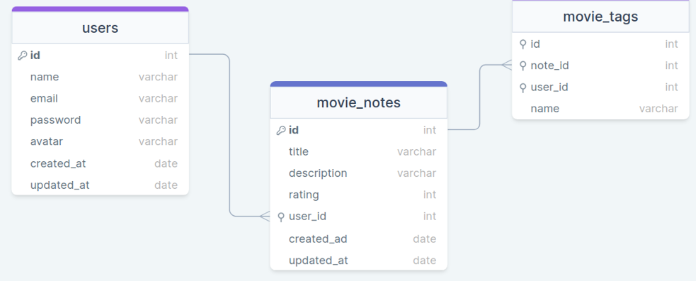 users
id int
name varchar
email varchar
password varchar
avatar varchar
created_at date
updated_at date
movie_notes
id int
title varchar
description varchar
rating int
user_id int
created_ad date
updated_at date
movie_tags
id int
note_id int
user_id int
name varchar